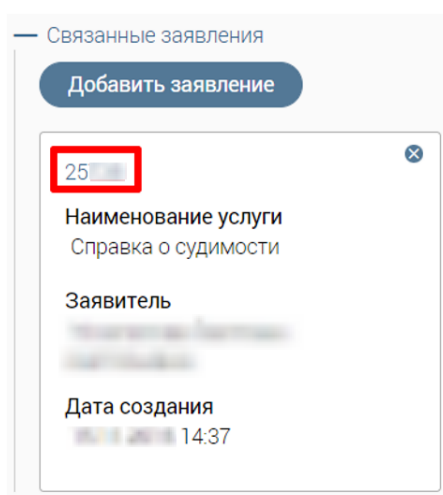 Связанные заявления
Добавить заявление
25
Наименование услуги
Справка о судимости
Заявитель
Дата создания
14:37